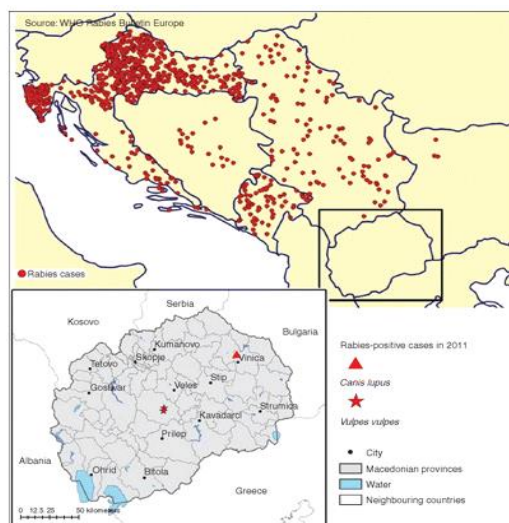 Source: WHO Rabies Bulletin Europe
Rabies cases
Serbia
Kosovo
Bulgaria
Kumanovo
Tetovo
Skopje
Vinica
Gostivar
Veles
Stip
Strumica
Kavadarci
Prilep
Albania
Ohrid
Bitola
Greece
0 12.5 25 50 kilometers
Rabies-positive cases in 2011
Canis lupus
Vulpes vulpes
City
Macedonian provinces
Water
Neighbouring countries